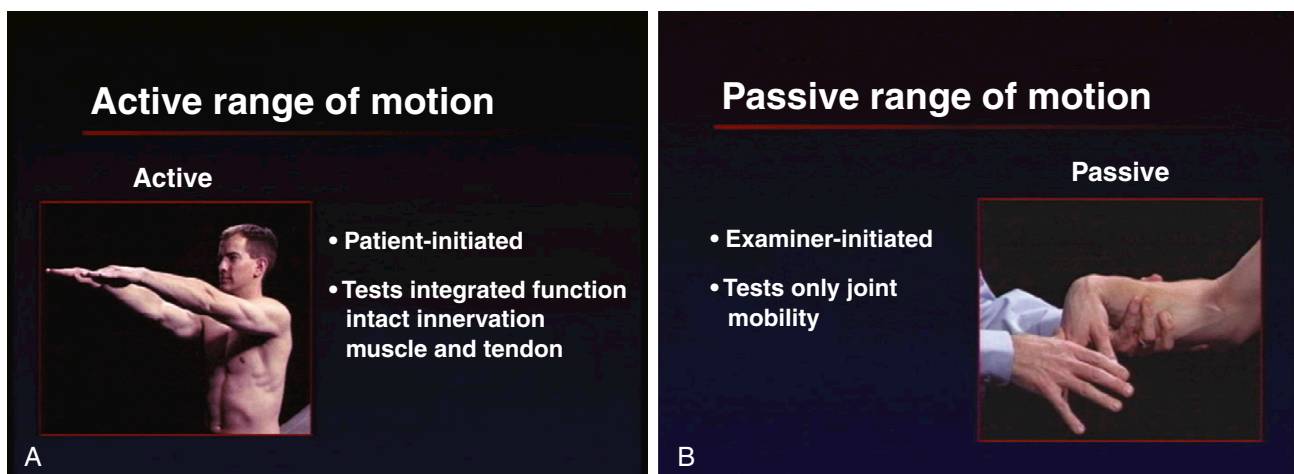 Active range of motion
Active
• Patient-initiated
• Tests integrated function
intact innervation
muscle and tendon
A
Passive range of motion
Passive
• Examiner-initiated
• Tests only joint
mobility
B